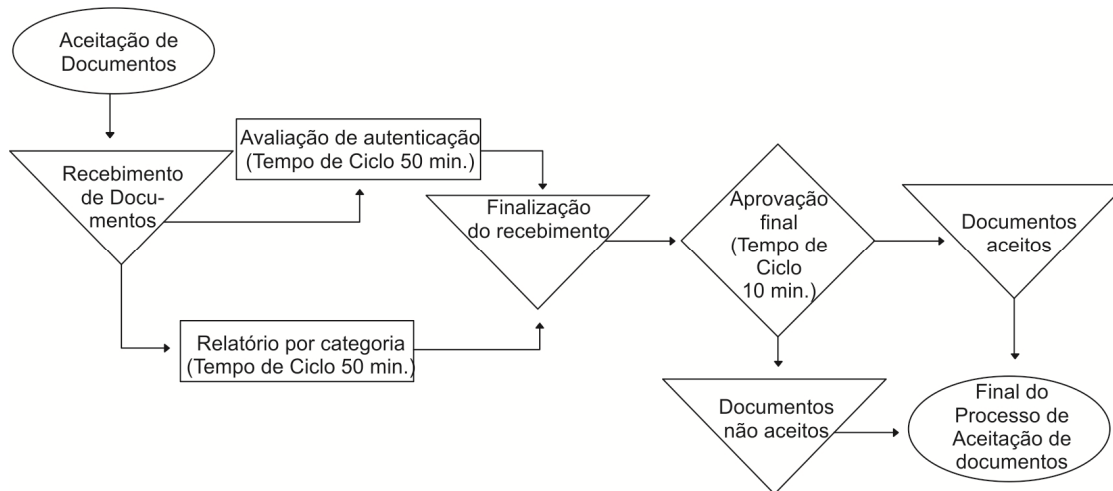 Aceitação de
Documentos
Recebimento
de Docu-
mentos
Avaliação de autenticação
(Tempo de Ciclo 50 min.)
Relatório por categoria
(Tempo de Ciclo 50 min.)
Finalização
do recebimento
Aprovação
final
(Tempo de
Ciclo
10 min.)
Documentos
aceitos
Documentos
não aceitos
Final do
Processo de
Aceitação de
documentos